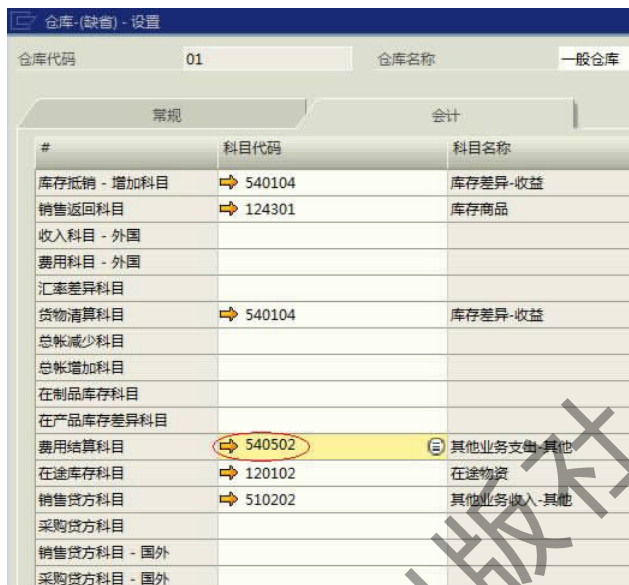 仓库-(缺省) - 设置
仓库代码 01 仓库名称 一般仓库
常规 会计
# 科目代码 科目名称
库存抵销 - 增加科目 540104 库存差异-收益
销售返回科目 124301 库存商品
收入科目 - 外国
费用科目 - 外国
汇率差异科目
货物清算科目 540104 库存差异-收益
总帐减少科目
总帐增加科目
在制品库存科目
在产品库存差异科目
费用结算科目 540502 其他业务支出-其他
在途库存科目 120102 在途物资
销售贷方科目 510202 其他业务收入-其他
采购贷方科目
销售贷方科目 - 国外
采购贷方科目 - 国外
版社